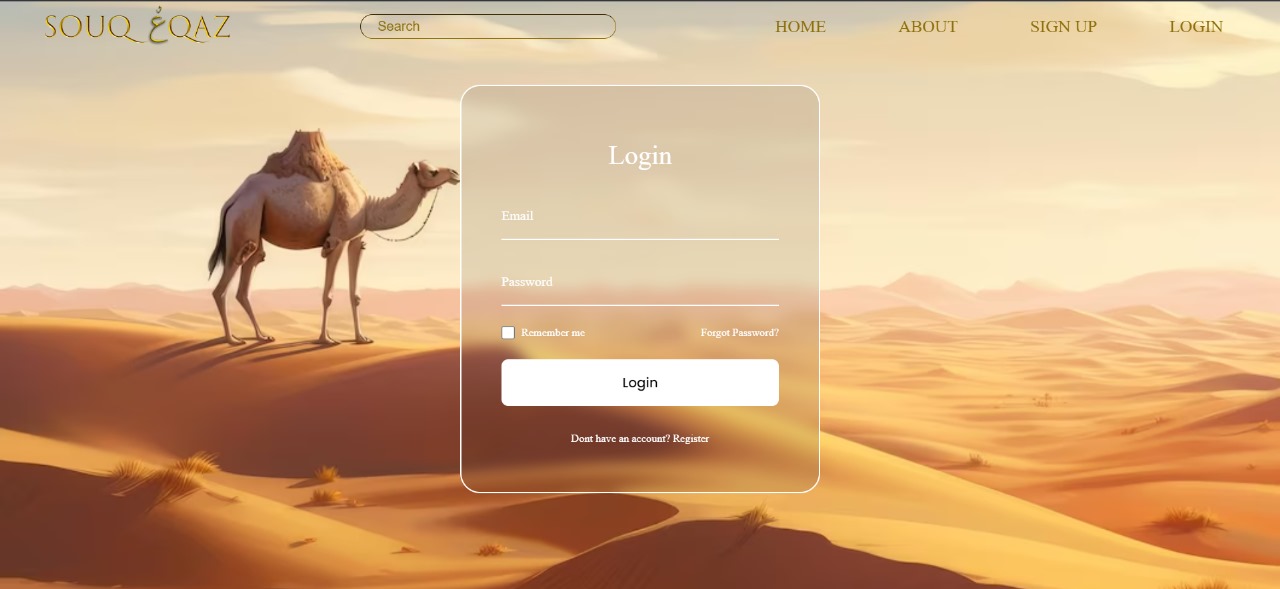 SOUQ غ QAZ
Search
HOME
ABOUT
SIGN UP
LOGIN
Login
Email
Password
Remember me
Forgot Password?
Login
Dont have an account? Register